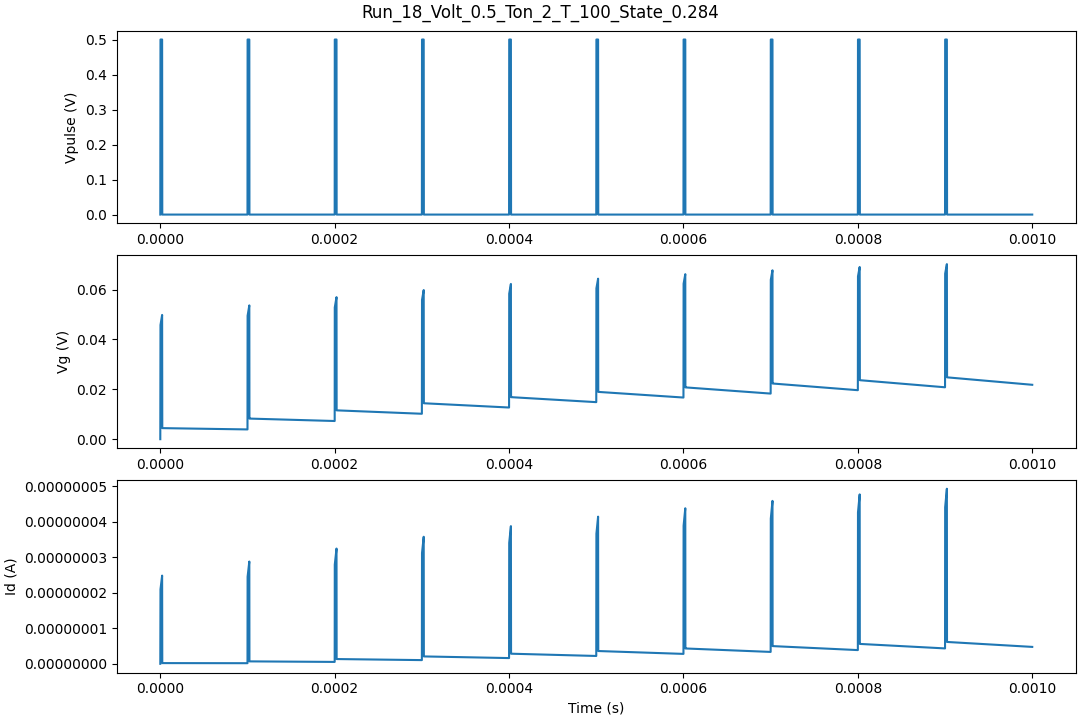 Run_18_Volt_0.5_Ton_2_T_100_State_0.284
Vpulse (V)
0.5
0.4
0.3
0.2
0.1
0.0
0.0000 0.0002 0.0004 0.0006 0.0008 0.0010
Vg (V)
0.06
0.04
0.02
0.00
0.0000 0.0002 0.0004 0.0006 0.0008 0.0010
Id (A)
0.00000005
0.00000004
0.00000003
0.00000002
0.00000001
0.00000000
0.0000 0.0002 0.0004 0.0006 0.0008 0.0010
Time (s)